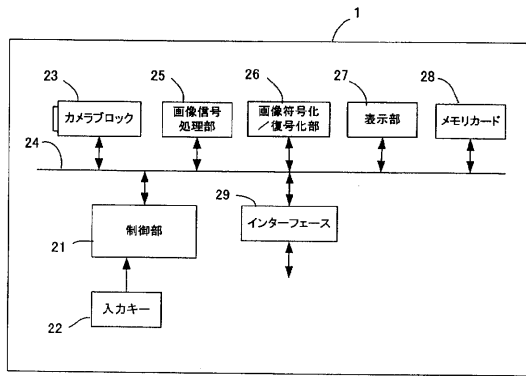 1
23
25
26
27
28
カメラブロック
画像信号
処理部
画像符号化
/復号化部
表示部
メモリカード
24
29
制御部
インターフェース
21
入力キー
22